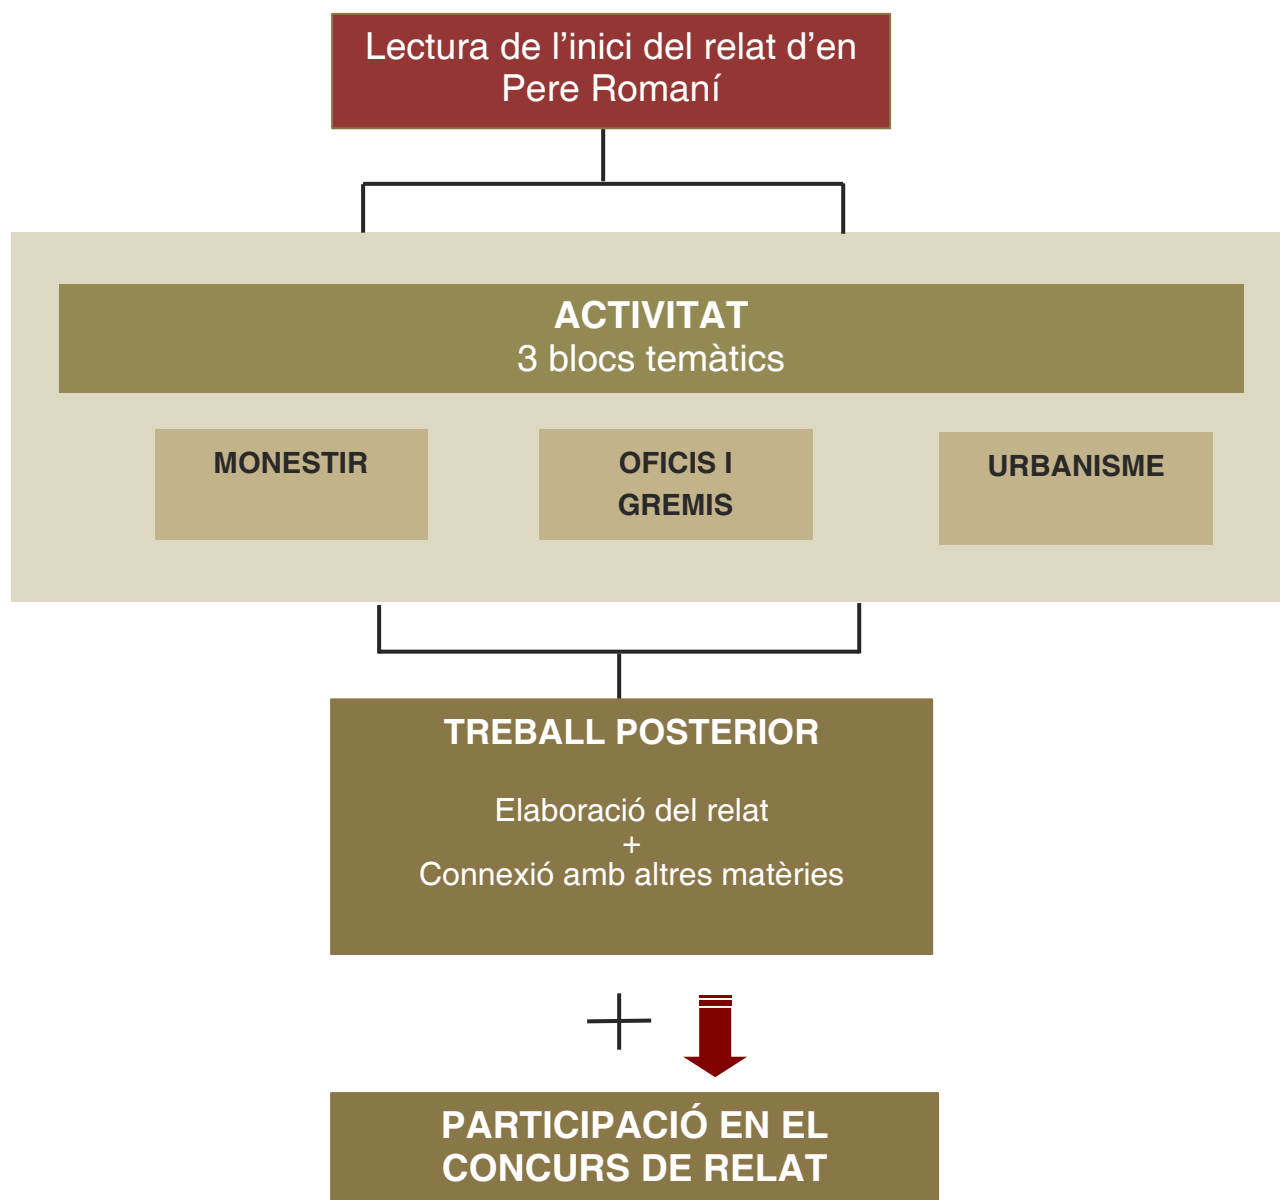 Lectura de l’inici del relat d’en
Pere Romaní
ACTIVITAT
3 blocs temàtics
MONESTIR
OFICIS I
GREMIS
URBANISME
TREBALL POSTERIOR
Elaboració del relat
+
Connexió amb altres matèries
PARTICIPACIÓ EN EL
CONCURS DE RELAT